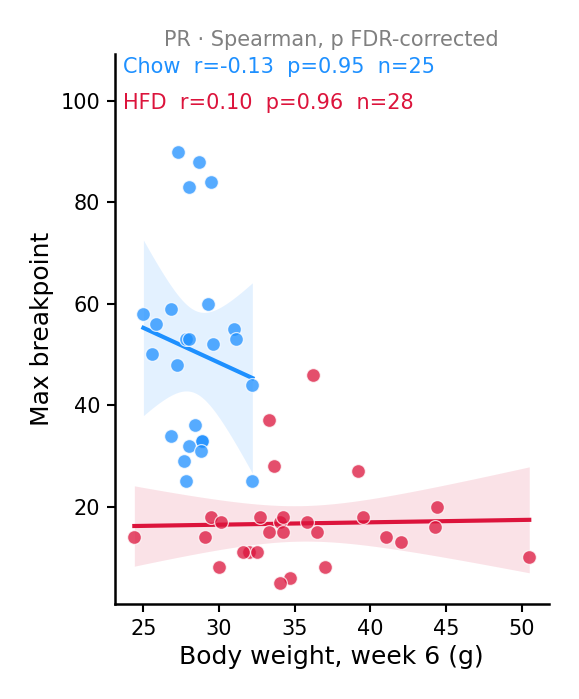 PR · Spearman, p FDR-corrected
Chow r=-0.13 p=0.95 n=25
HFD r=0.10 p=0.96 n=28
100
80
60
40
20
Max breakpoint
25 30 35 40 45 50
Body weight, week 6 (g)